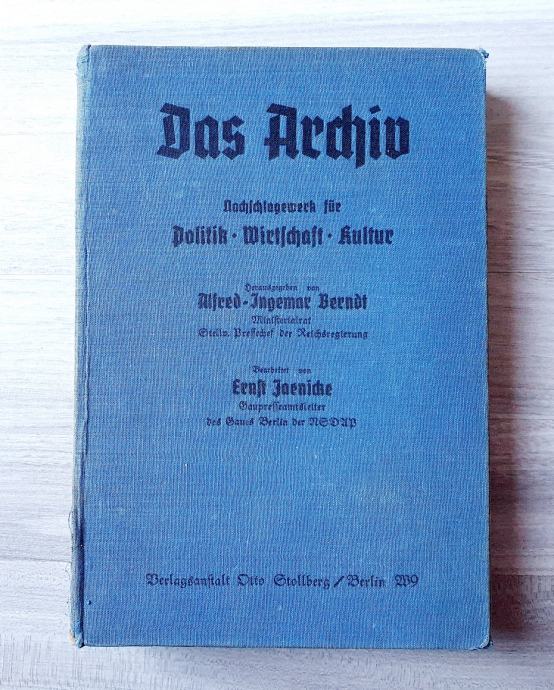 Das Archiv
Nachschlagewerk für
Politik · Wirtschaft · Kultur
Herausgegeben von
Alfred-Ingemar Berndt
Ministerialrat
Stellv. Pressechef der Reichsregierung
Bearbeitet von
Ernst Jaenicke
Gaupresseamtsleiter
des Gaues Berlin der NSDAP
Verlagsanstalt Otto Stollberg / Berlin W9